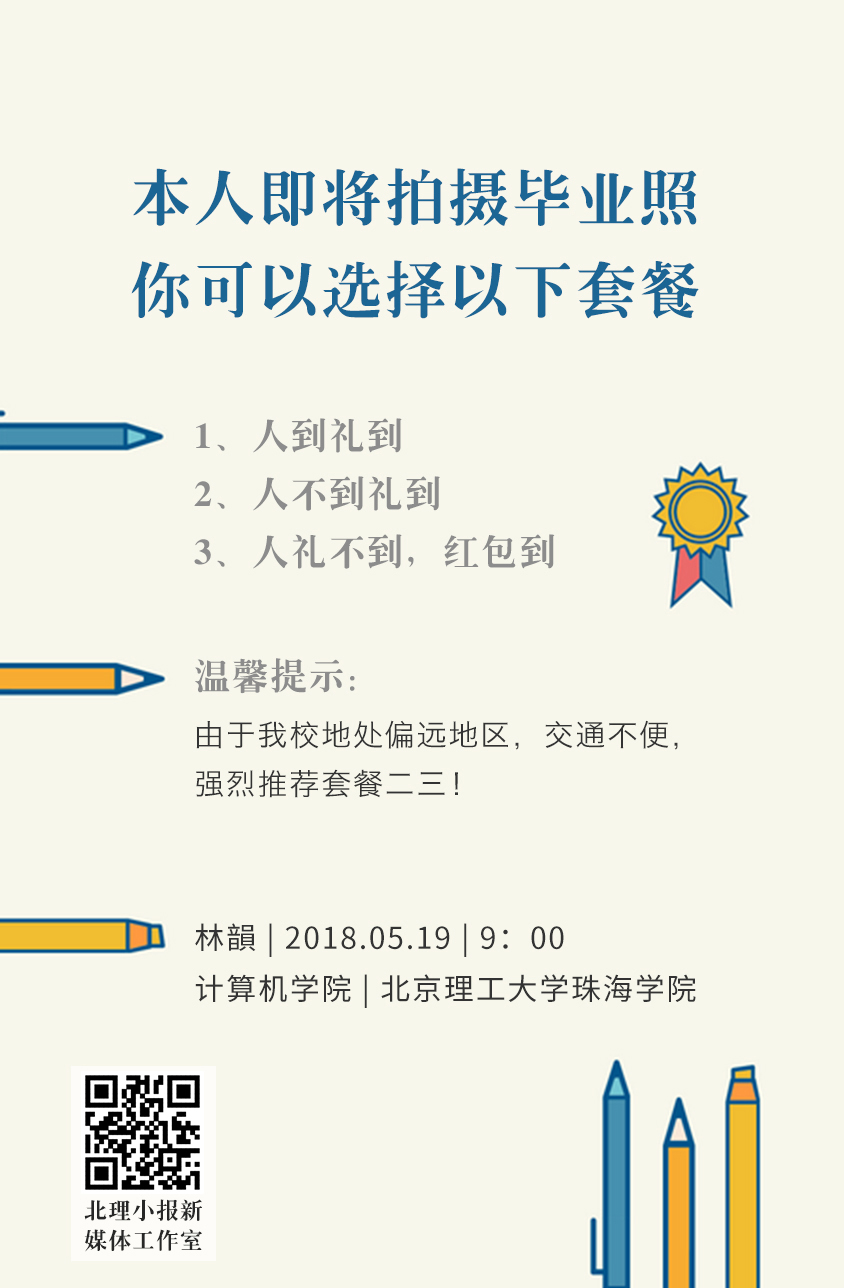 本人即将拍摄毕业照
你可以选择以下套餐
1、人到礼到
2、人不到礼到
3、人礼不到，红包到
温馨提示：
由于我校地处偏远地区，交通不便，
强烈推荐套餐二三！
林韻 | 2018.05.19 | 9：00
计算机学院 | 北京理工大学珠海学院
北理小报新
媒体工作室